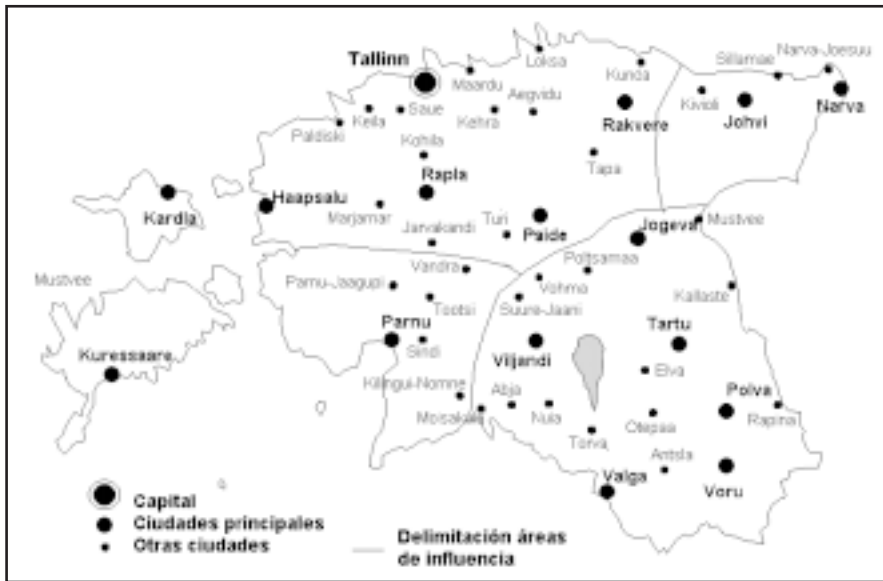 Loksa
Narva-Joesuu
Sillamae
Tallinn
Maardu
Kunda
Aegvidu
Saue
Kehra
Kivioli
Narva
Keila
Rakvere
Johvi
Paldiski
Kohila
Tapa
Rapla
Haapsalu
Kardla
Marjamar
Turi
Paide
Jogeva
Mustvee
Jarvakandi
Vandra
Poltsamaa
Mustvee
Parnu-Jaagupi
Vohma
Kallaste
Tootsi
Suure-Jaani
Parnu
Tartu
Kuressaare
Sindi
Viljandi
Elva
Kilingui-Nomne
Abja
Polva
Moisakula
Nuia
Otepaa
Rapina
Torva
Antsla
Valga
Voru
Capital
Ciudades principales
Otras ciudades
Delimitación áreas
de influencia